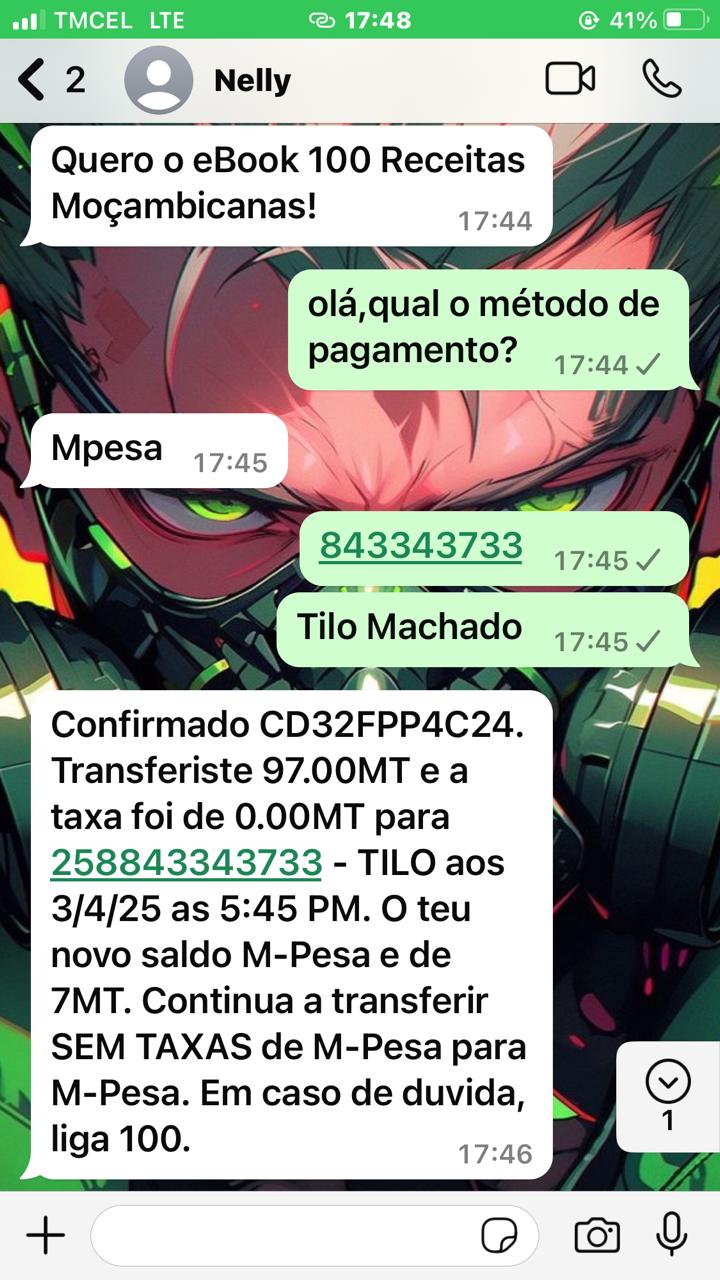 TMCEL LTE 17:48 41%
2 Nelly
Quero o eBook 100 Receitas
Moçambicanas!
17:44
olá,qual o método de
pagamento?
17:44
Mpesa
17:45
843343733
17:45
Tilo Machado
17:45
Confirmado CD32FPP4C24.
Transferiste 97.00MT e a
taxa foi de 0.00MT para
258843343733 - TILO aos
3/4/25 as 5:45 PM. O teu
novo saldo M-Pesa e de
7MT. Continua a transferir
SEM TAXAS de M-Pesa para
M-Pesa. Em caso de duvida,
liga 100.
17:46
1